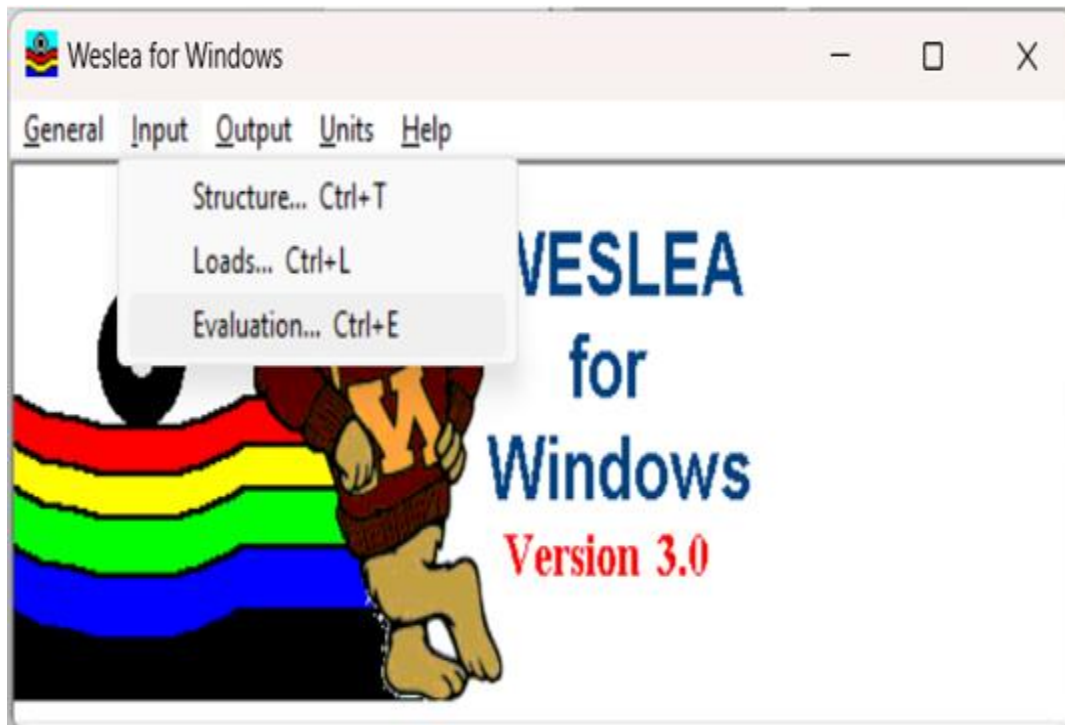 Weslea for Windows
General Input Output Units Help
Structure... Ctrl+T
Loads... Ctrl+L
Evaluation... Ctrl+E
WESLEA
for
Windows
Version 3.0